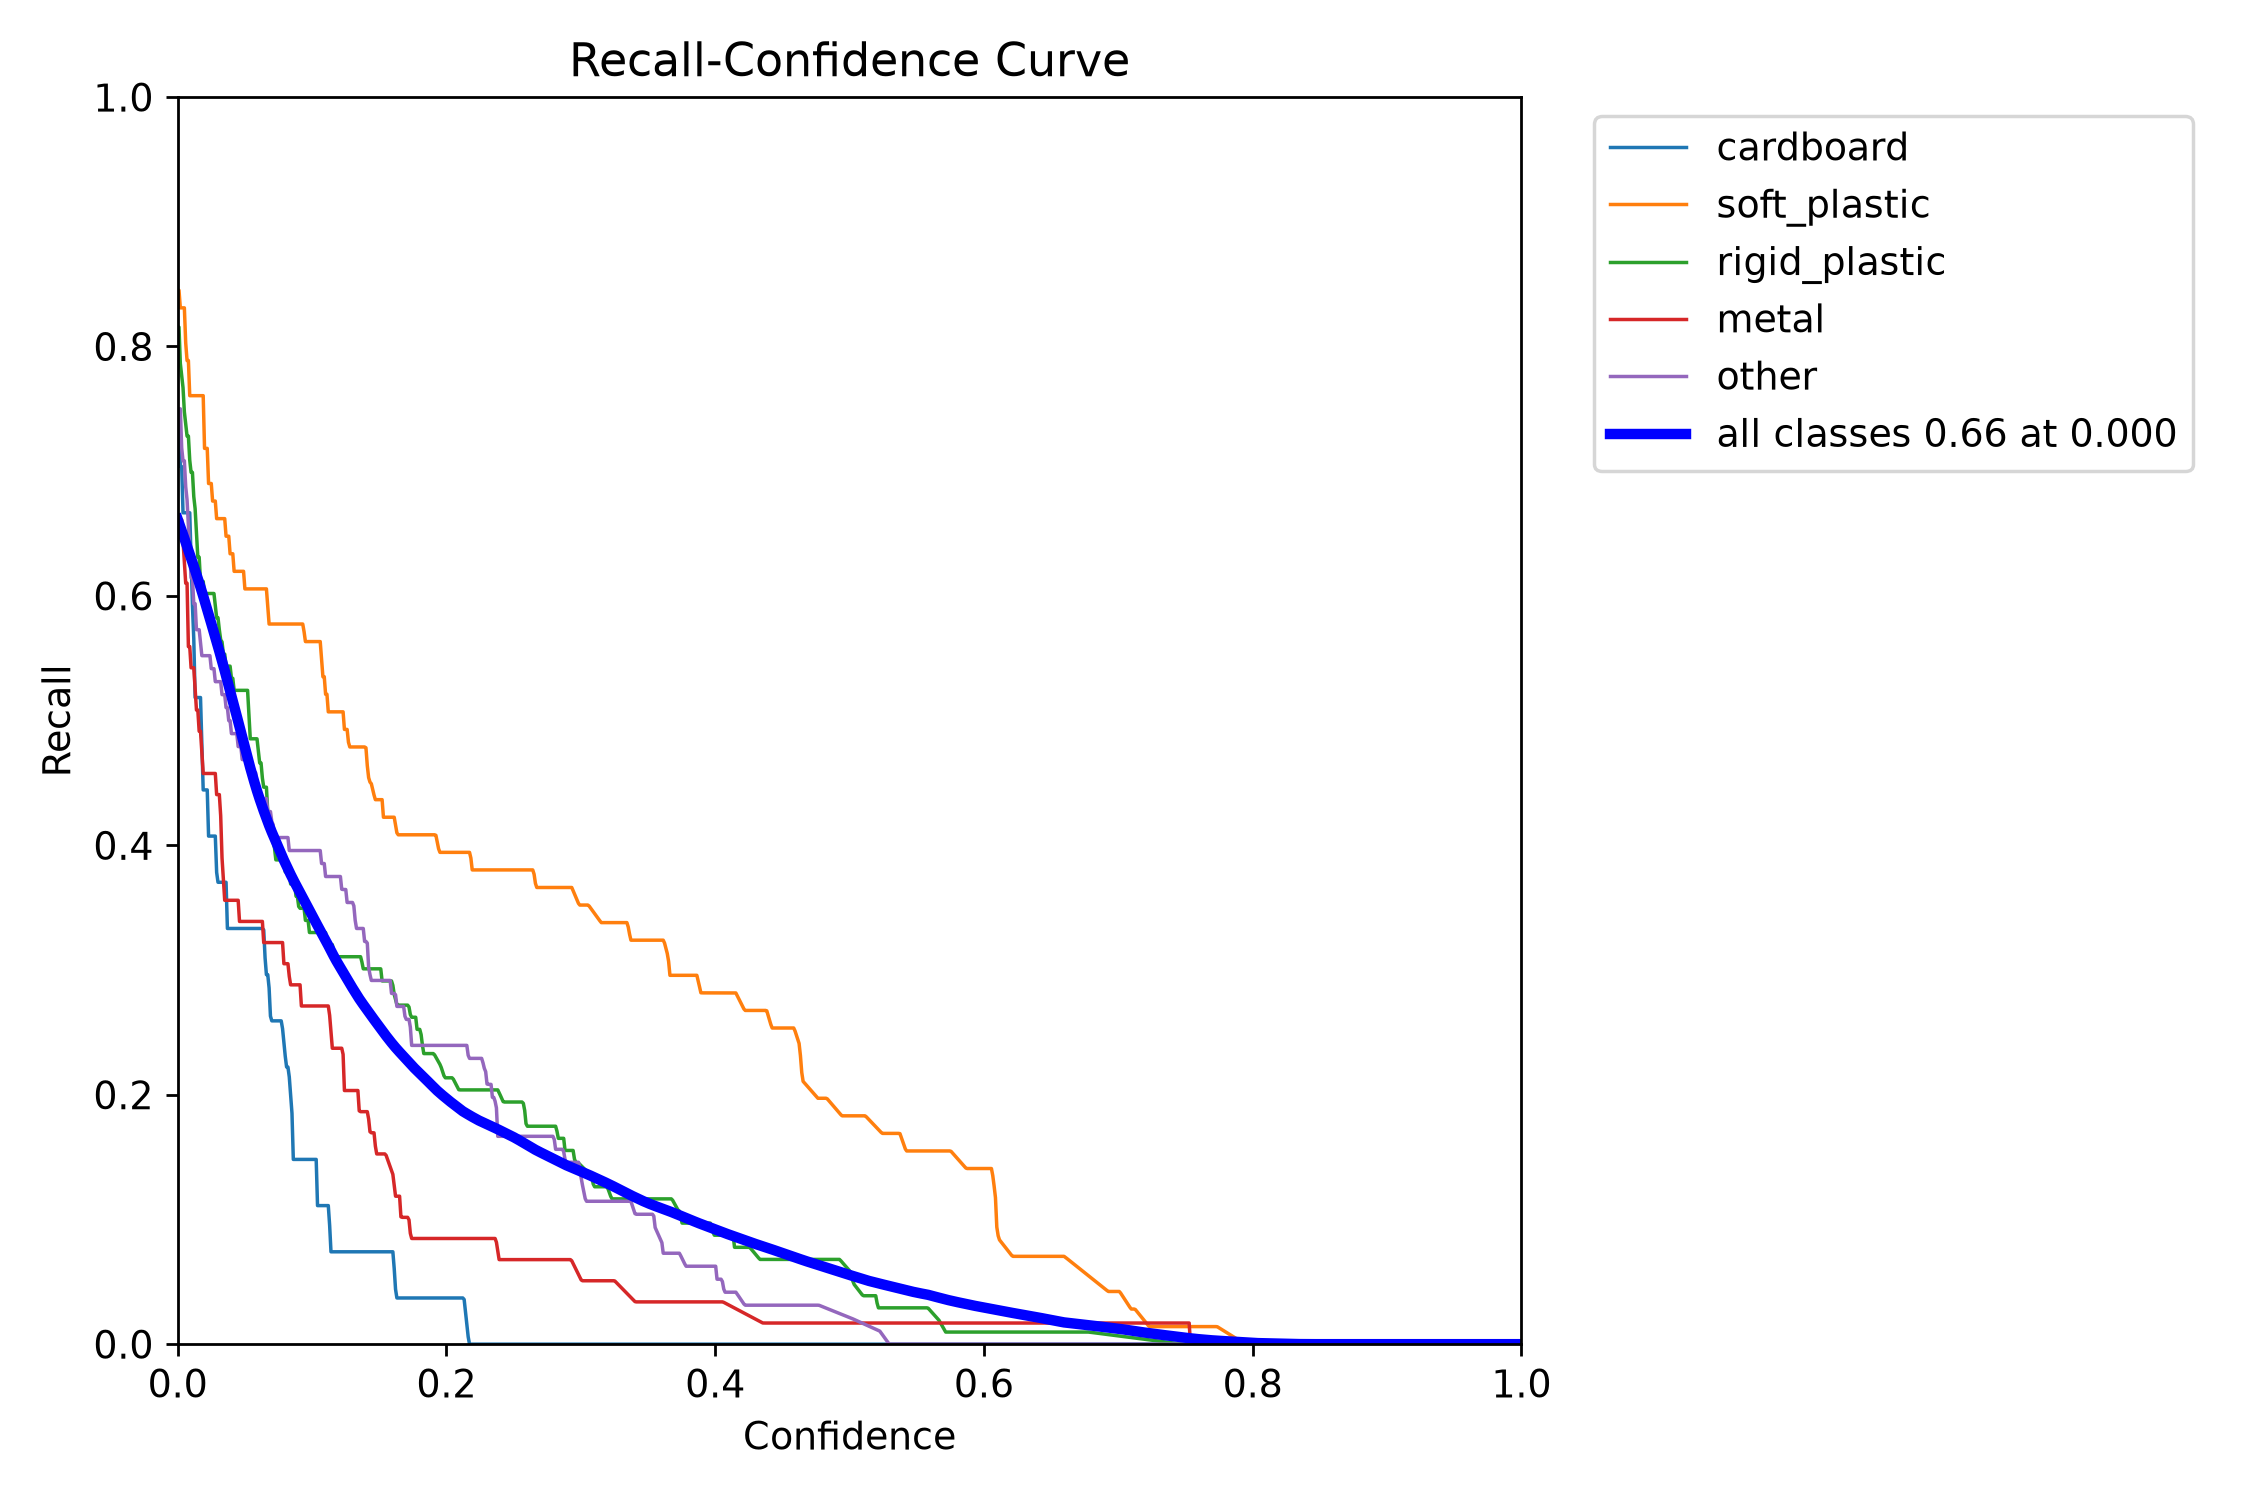 Recall-Confidence Curve
1.0
0.8
0.6
0.4
0.2
0.0
Recall
0.0 0.2 0.4 0.6 0.8 1.0
Confidence
cardboard
soft_plastic
rigid_plastic
metal
other
all classes 0.66 at 0.000